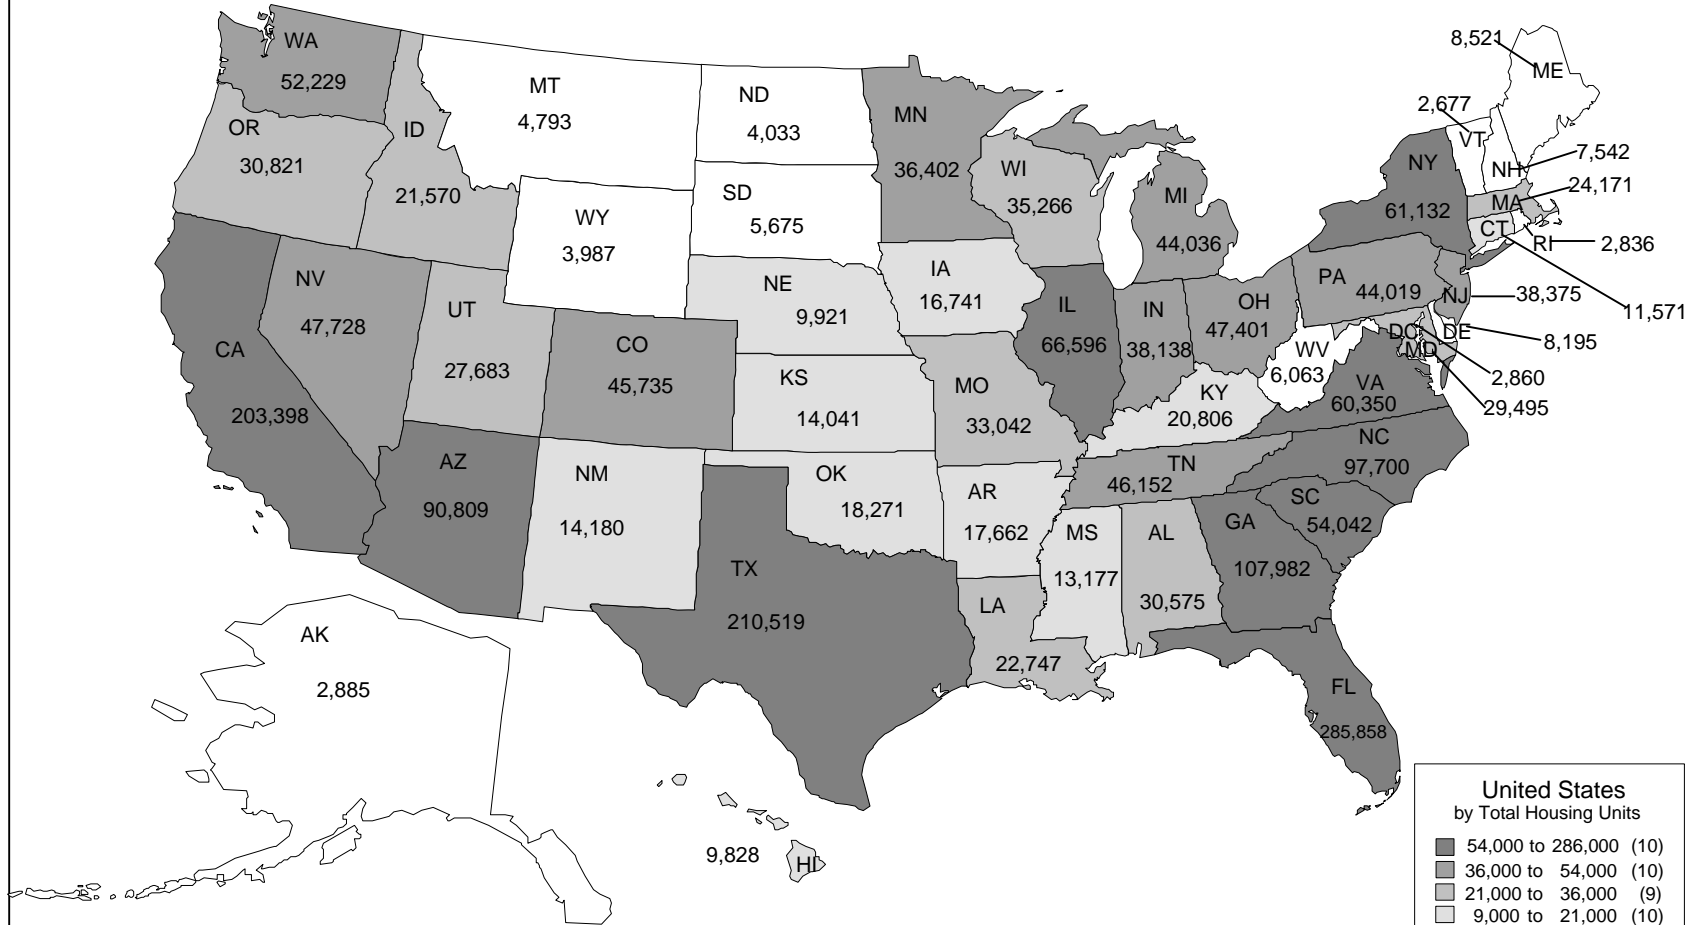 WA
52,229
OR
30,821
ID
21,570
MT
4,793
WY
3,987
ND
4,033
SD
5,675
NE
9,921
KS
14,041
OK
18,271
TX
210,519
NV
47,728
UT
27,683
CO
45,735
CA
203,398
AZ
90,809
NM
14,180
MN
36,402
IA
16,741
MO
33,042
AR
17,662
LA
22,747
WI
35,266
IL
66,596
MI
44,036
IN
38,138
OH
47,401
KY
20,806
TN
46,152
MS
13,177
AL
30,575
GA
107,982
FL
285,858
SC
54,042
NC
97,700
VA
60,350
WV
6,063
PA
44,019
NY
61,132
8,521
ME
2,677
VT
NH
7,542
MA
24,171
CT
11,571
RI
2,836
NJ
38,375
DE
8,195
DC
2,860
MD
29,495
AK
2,885
HI
9,828
United States
by Total Housing Units
54,000 to 286,000 (10)
36,000 to 54,000 (10)
21,000 to 36,000 (9)
9,000 to 21,000 (10)